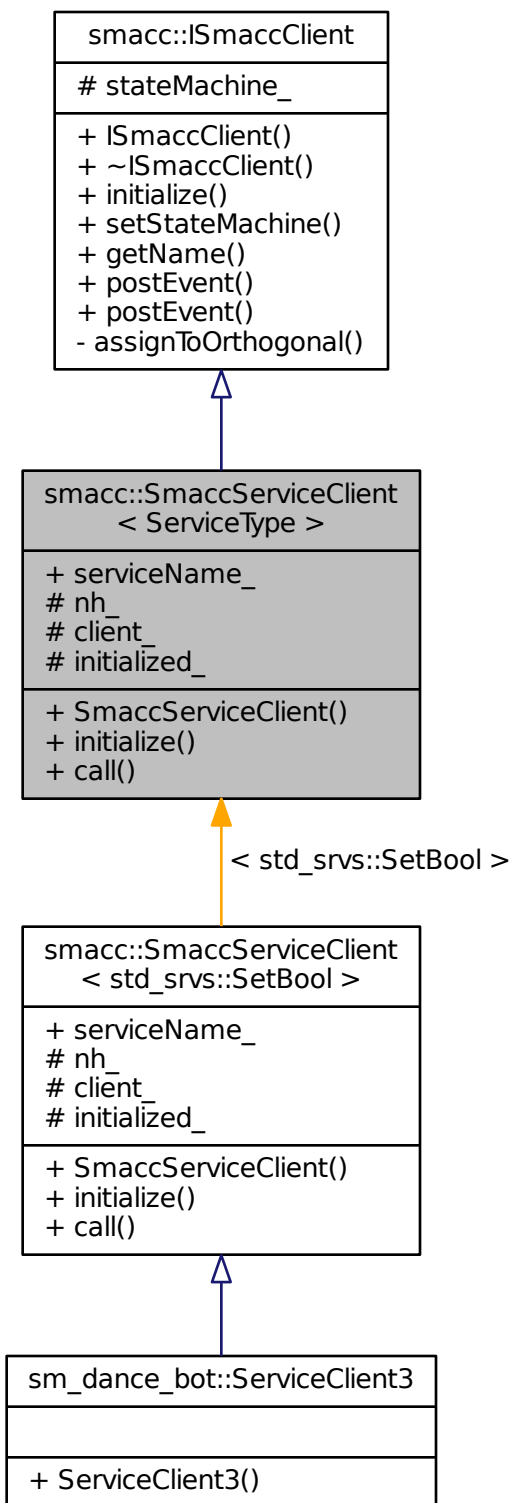 smacc::ISmaccClient
# stateMachine_
+ ISmaccClient()
+ ~ISmaccClient()
+ initialize()
+ setStateMachine()
+ getName()
+ postEvent()
+ postEvent()
- assignToOrthogonal()
smacc::SmaccServiceClient
< ServiceType >
+ serviceName_
# nh_
# client_
# initialized_
+ SmaccServiceClient()
+ initialize()
+ call()
< std_srvs::SetBool >
smacc::SmaccServiceClient
< std_srvs::SetBool >
+ serviceName_
# nh_
# client_
# initialized_
+ SmaccServiceClient()
+ initialize()
+ call()
sm_dance_bot::ServiceClient3
+ ServiceClient3()